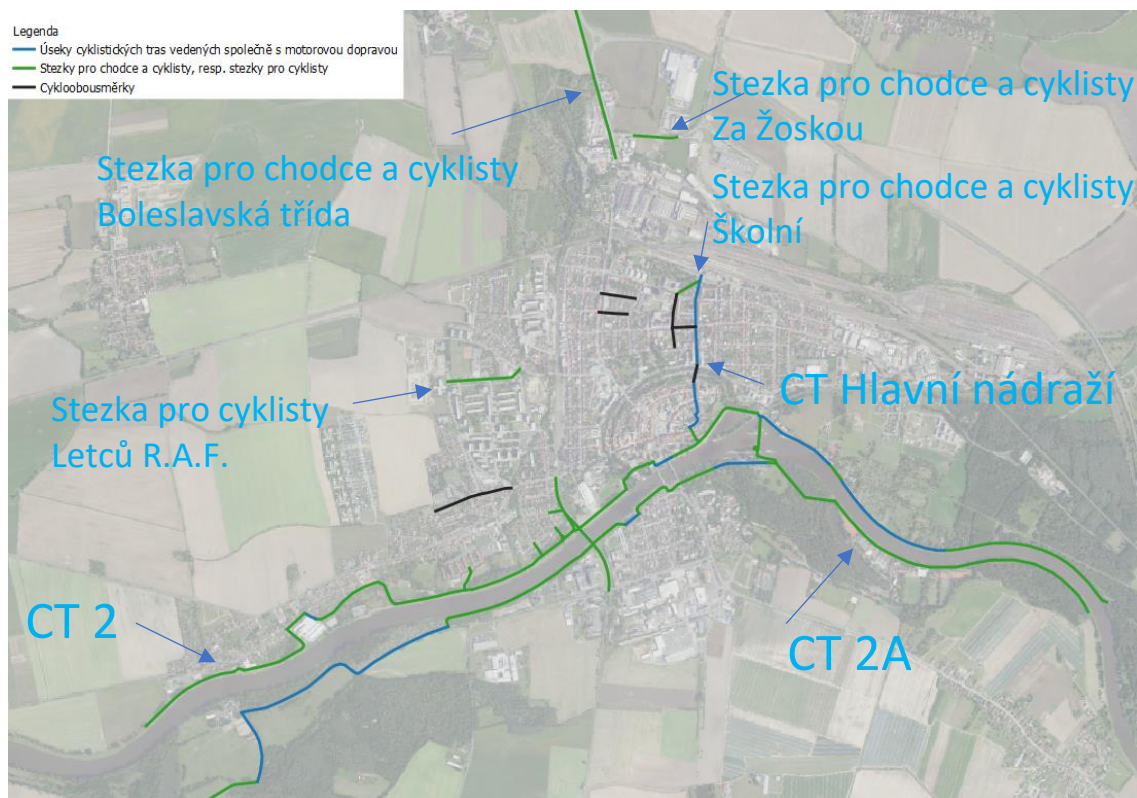 Legenda
Úseky cyklistických tras vedených společně s motorovou dopravou
Stezky pro chodce a cyklisty, resp. stezky pro cyklisty
Cykloobousměrky
Stezka pro chodce a cyklisty
Za Žoskou
Stezka pro chodce a cyklisty
Boleslavská třída
Stezka pro chodce a cyklisty
Školní
CT Hlavní nádraží
Stezka pro cyklisty
Letců R.A.F.
CT 2
CT 2A